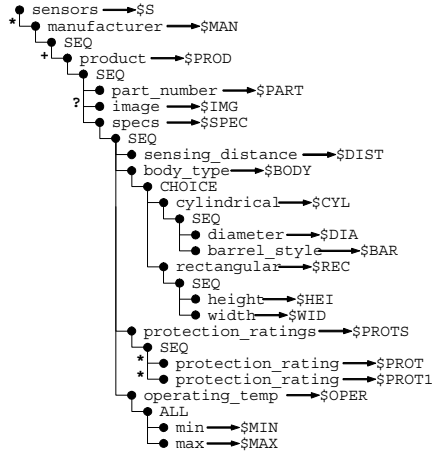 sensors $S
* manufacturer $MAN
SEQ
+ product $PROD
SEQ
part_number $PART
? image $IMG
specs $SPEC
SEQ
sensing_distance $DIST
body_type $BODY
CHOICE
cylindrical $CYL
SEQ
diameter $DIA
barrel_style $BAR
rectangular $REC
SEQ
height $HEI
width $WID
protection_ratings $PROTS
SEQ
* protection_rating $PROT
* protection_rating $PROT1
operating_temp $OPER
ALL
min $MIN
max $MAX